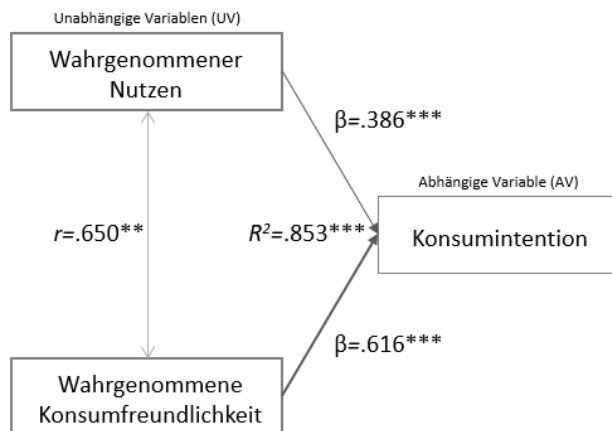 Unabhängige Variablen (UV)
Wahrgenommener
Nutzen
β=.386***
Abhängige Variable (AV)
r=.650**
R²=.853***
Konsumintention
β=.616***
Wahrgenommene
Konsumfreundlichkeit